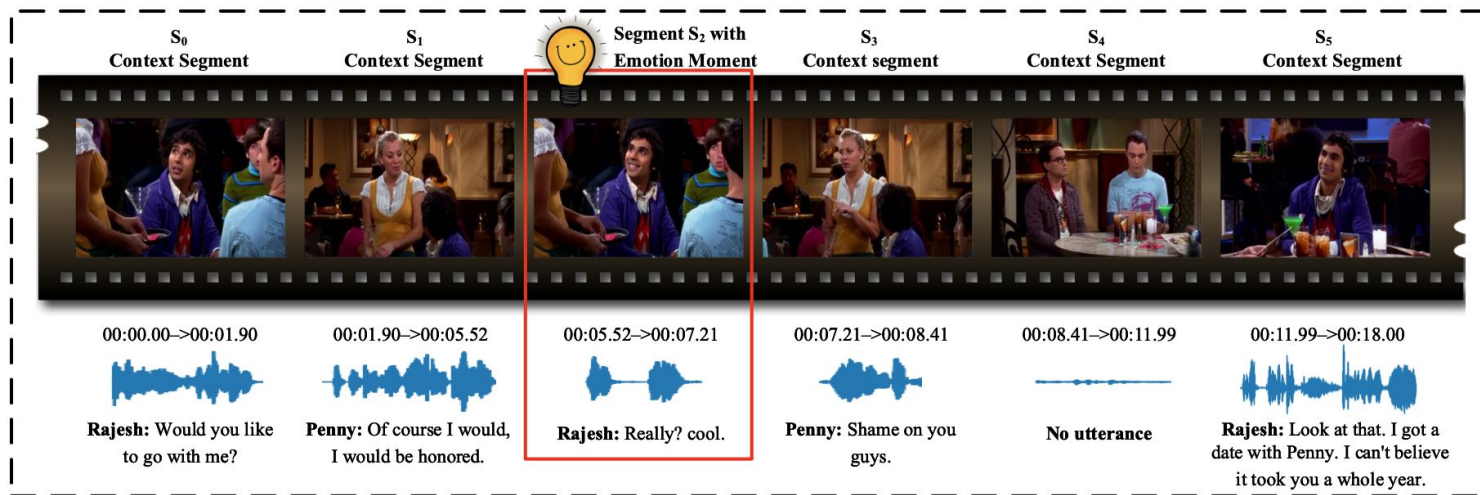 S₀
Context Segment
S₁
Context Segment
Segment S₂ with
Emotion Moment
S₃
Context segment
S₄
Context Segment
S₅
Context Segment
00:00.00–>00:01.90
00:01.90–>00:05.52
00:05.52–>00:07.21
00:07.21–>00:08.41
00:08.41–>00:11.99
00:11.99–>00:18.00
Rajesh: Would you like
to go with me?
Penny: Of course I would,
I would be honored.
Rajesh: Really? cool.
Penny: Shame on you
guys.
No utterance
Rajesh: Look at that. I got a
date with Penny. I can't believe
it took you a whole year.